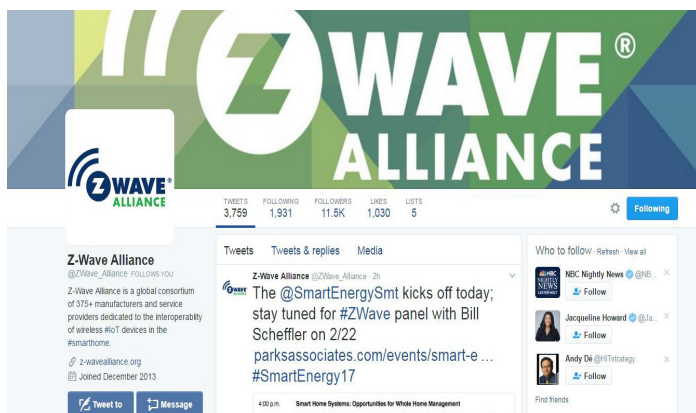 Z WAVE®
ALLIANCE
Z WAVE®
ALLIANCE
TWEETS FOLLOWING FOLLOWERS LIKES LISTS
3,759 1,931 11.5K 1,030 5
Following
Z-Wave Alliance
@ZWave_Alliance FOLLOWS YOU
Z-Wave Alliance is a global consortium
of 375+ manufacturers and service
providers dedicated to the interoperablity
of wireless #IoT devices in the
#smarthome.
z-wavealliance.org
Joined December 2013
Tweet to Message
Tweets Tweets & replies Media
Z-Wave Alliance @ZWave_Alliance · 2h
The @SmartEnergySmt kicks off today;
stay tuned for #ZWave panel with Bill
Scheffler on 2/22
parksassociates.com/events/smart-e …
#SmartEnergy17
4:00 p.m. Smart Home Systems: Opportunities for Whole Home Management
Who to follow · Refresh · View all
NBC
NIGHTLY
NEWS
NBC Nightly News @NB...
Follow
Jacqueline Howard @Ja...
Follow
Andy Dé @HITstrategy
Follow
Find friends